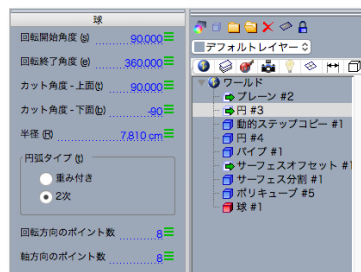 球
回転開始角度 (s) 90.000
回転終了角度 (e) 360.000
カット角度 - 上面(t) 90.000
カット角度 - 下面(b) -90
半径 (R) 7.810 cm
円弧タイプ (t)
重み付き
2次
回転方向のポイント数 8
軸方向のポイント数 8
デフォルトレイヤー
ワールド
プレーン #2
円 #3
動的ステップコピー #1
円 #4
パイプ #1
サーフェスオフセット #1
サーフェス分割 #1
ポリキューブ #5
球 #1